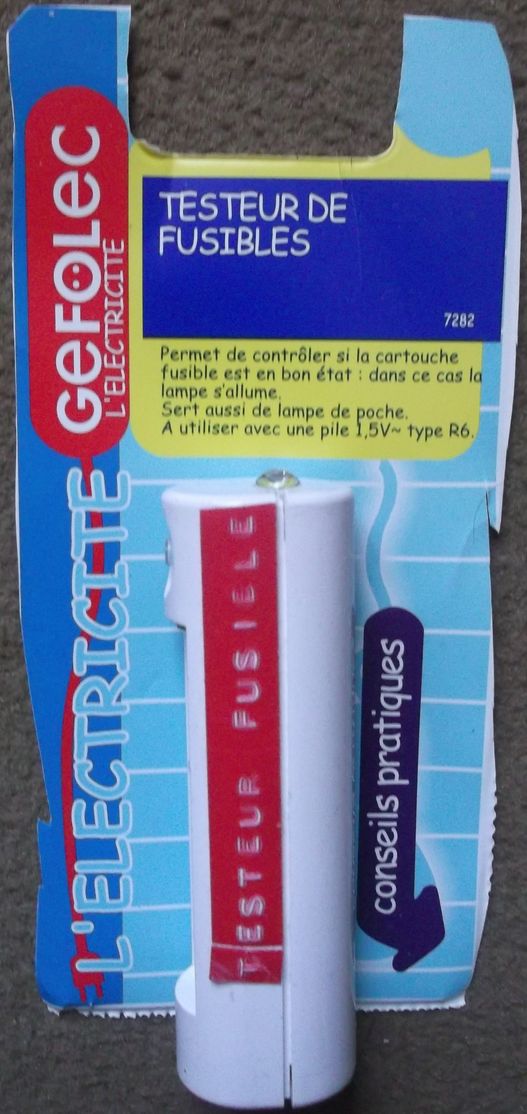 GEFOLEC
L'ELECTRICITE
TESTEUR DE
FUSIBLES
7282
Permet de contrôler si la cartouche
fusible est en bon état : dans ce cas la
lampe s'allume.
Sert aussi de lampe de poche.
A utiliser avec une pile 1,5V~ type R6.
L'ELECTRICITE
TESTEUR FUSIBLE
conseils pratiques